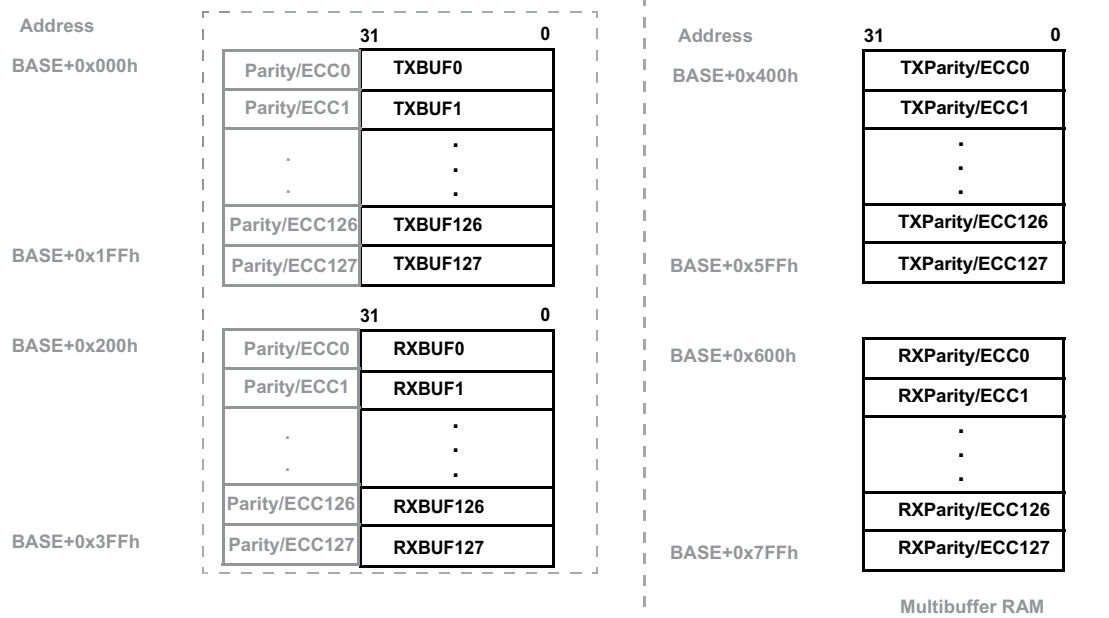 Address
31 0
BASE+0x000h Parity/ECC0 TXBUF0
Parity/ECC1 TXBUF1
. .
. .
.
Parity/ECC126 TXBUF126
BASE+0x1FFh Parity/ECC127 TXBUF127
31 0
BASE+0x200h Parity/ECC0 RXBUF0
Parity/ECC1 RXBUF1
. .
. .
.
Parity/ECC126 RXBUF126
BASE+0x3FFh Parity/ECC127 RXBUF127
Address 31 0
BASE+0x400h TXParity/ECC0
TXParity/ECC1
.
.
.
TXParity/ECC126
BASE+0x5FFh TXParity/ECC127
BASE+0x600h RXParity/ECC0
RXParity/ECC1
.
.
.
RXParity/ECC126
BASE+0x7FFh RXParity/ECC127
Multibuffer RAM